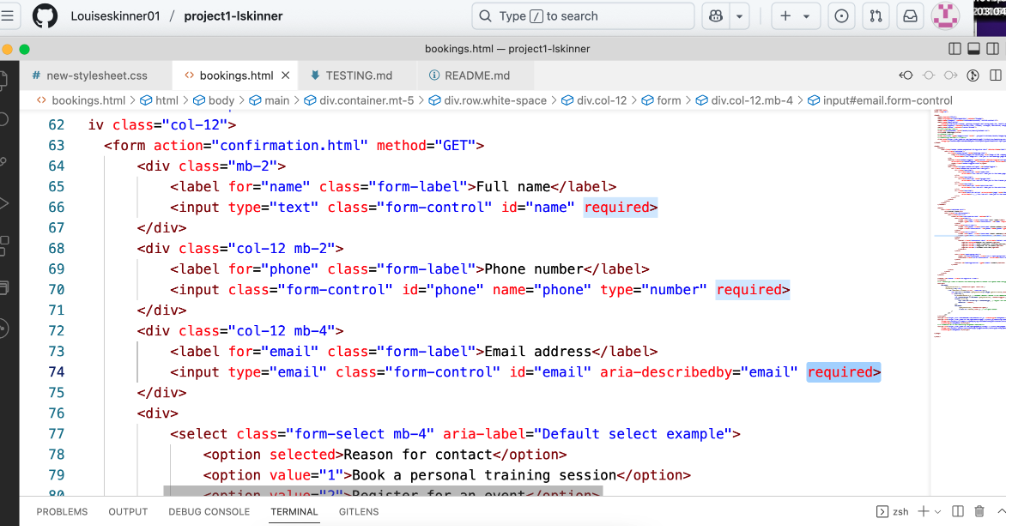 Louiseskinner01 / project1-lskinner
Type / to search
bookings.html — project1-lskinner
# new-stylesheet.css
<> bookings.html ×
TESTING.md
README.md
<> bookings.html > html > body > main > div.container.mt-5 > div.row.white-space > div.col-12 > form > div.col-12.mb-4 > input#email.form-control
62 iv class="col-12">
63 <form action="confirmation.html" method="GET">
64 <div class="mb-2">
65 <label for="name" class="form-label">Full name</label>
66 <input type="text" class="form-control" id="name" required>
67 </div>
68 <div class="col-12 mb-2">
69 <label for="phone" class="form-label">Phone number</label>
70 <input class="form-control" id="phone" name="phone" type="number" required>
71 </div>
72 <div class="col-12 mb-4">
73 <label for="email" class="form-label">Email address</label>
74 <input type="email" class="form-control" id="email" aria-describedby="email" required>
75 </div>
76 <div>
77 <select class="form-select mb-4" aria-label="Default select example">
78 <option selected>Reason for contact</option>
79 <option value="1">Book a personal training session</option>
80 <option value="2">Register for an event</option>
PROBLEMS OUTPUT DEBUG CONSOLE TERMINAL GITLENS
zsh